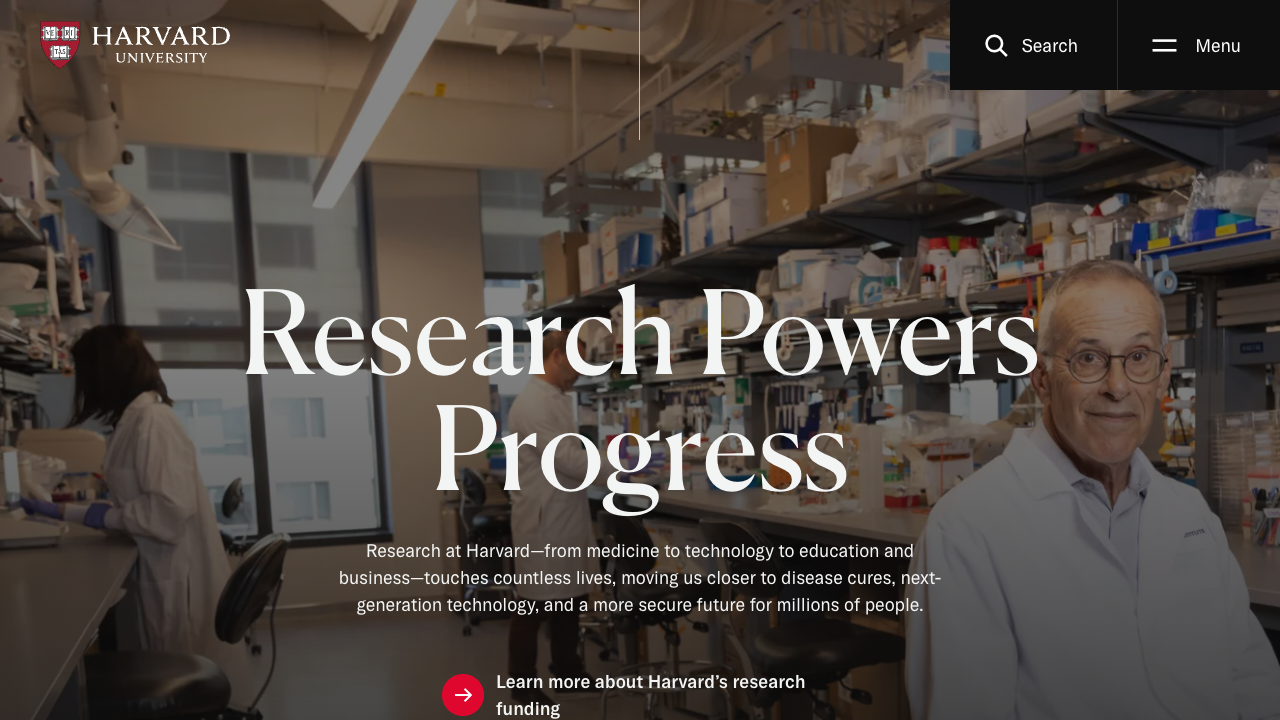 VE RI
TAS
HARVARD
UNIVERSITY
Search
Menu
Research Powers
Progress
Research at Harvard—from medicine to technology to education and
business—touches countless lives, moving us closer to disease cures, next-
generation technology, and a more secure future for millions of people.
Learn more about Harvard's research
funding